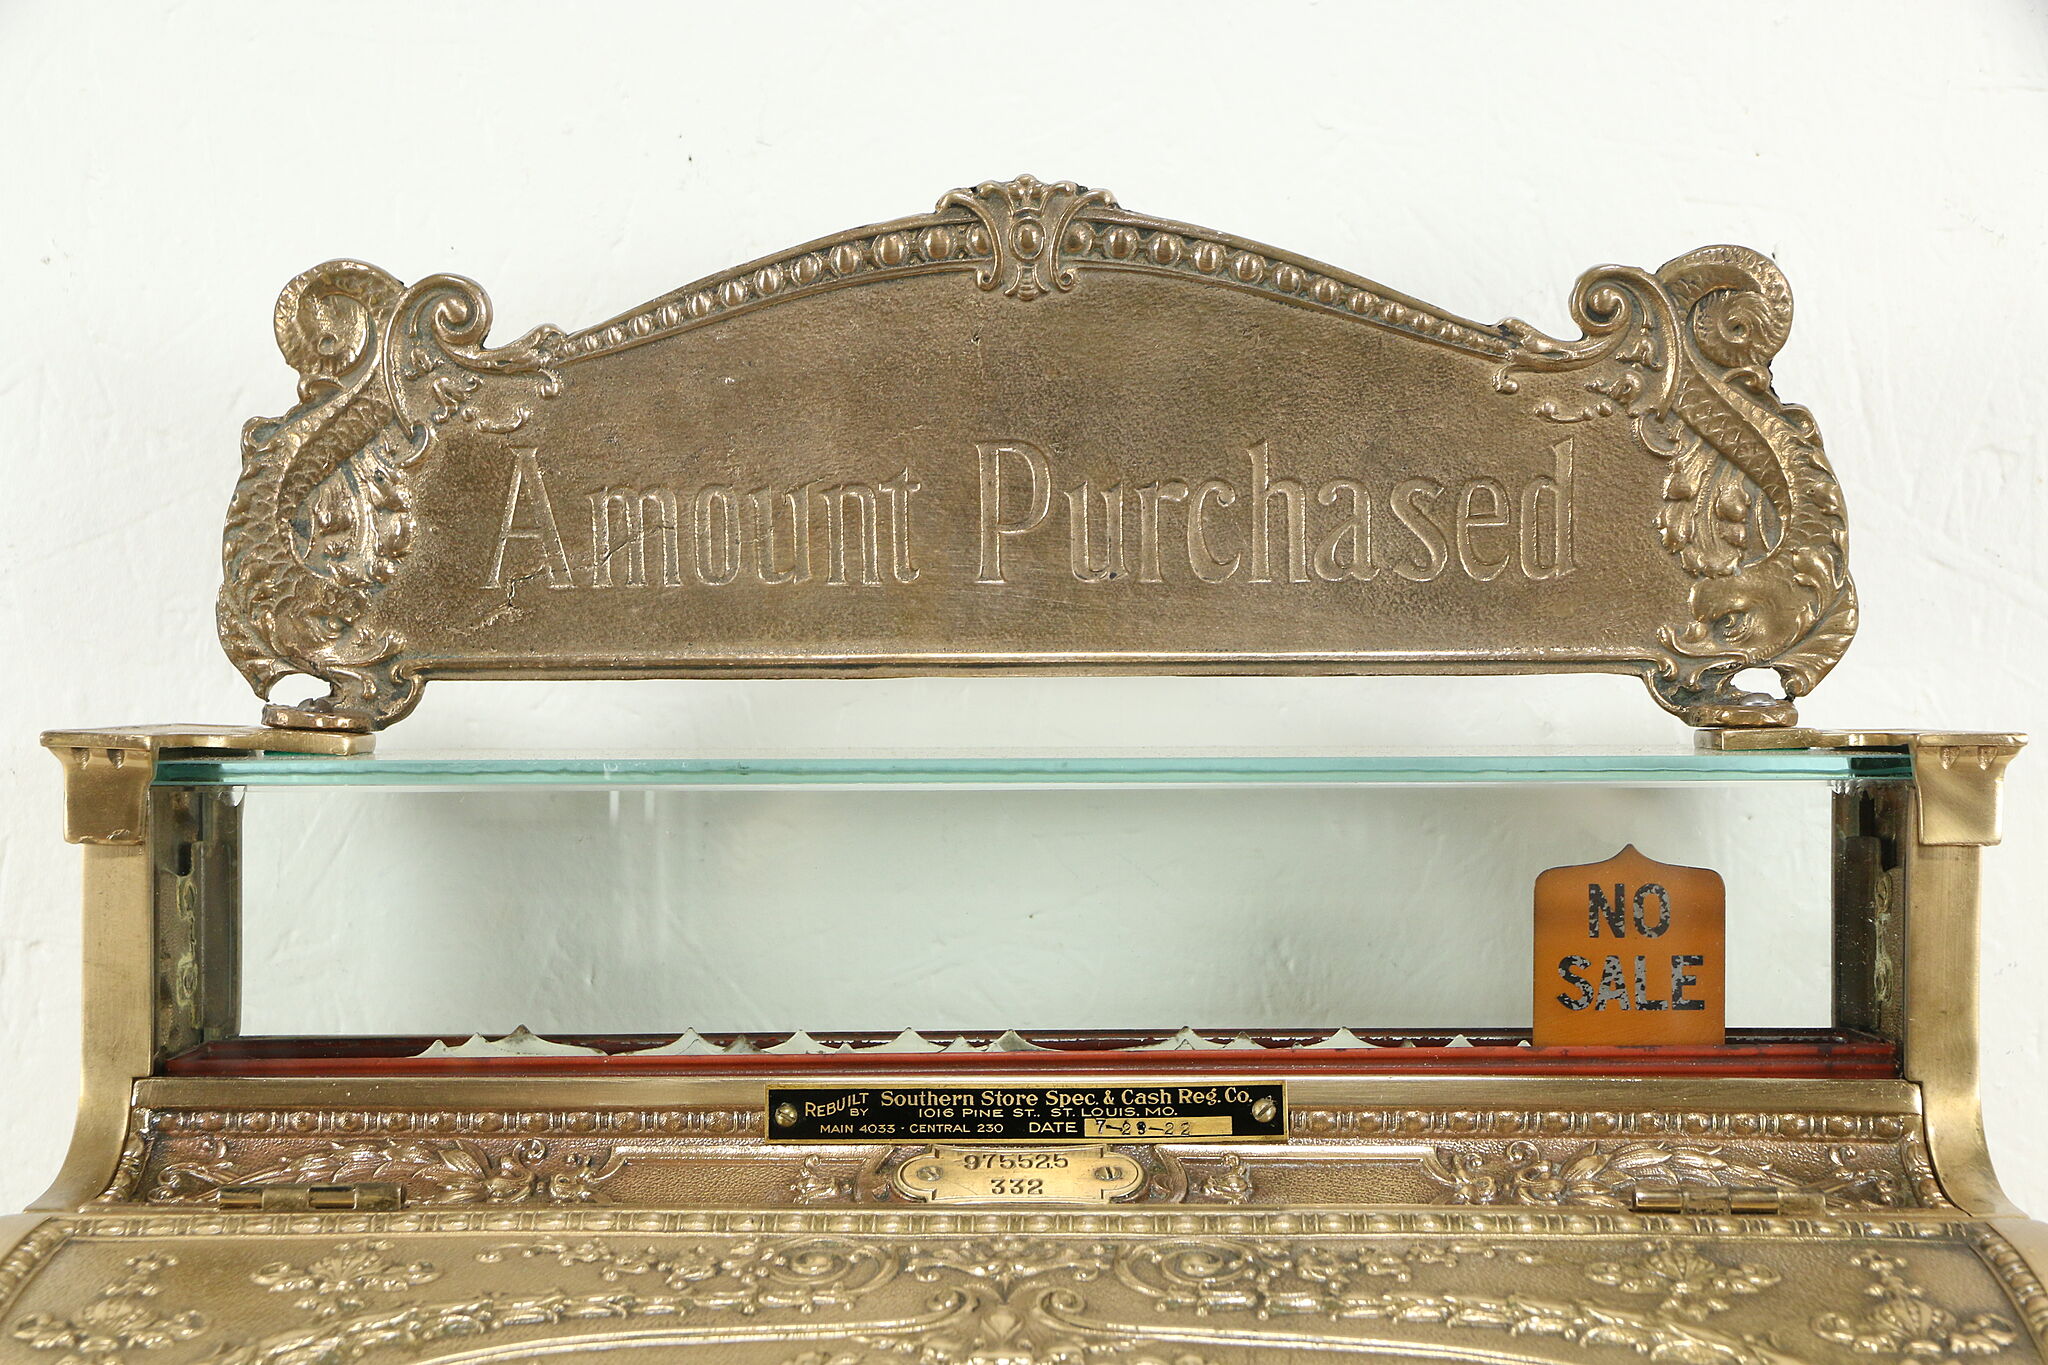 Amount Purchased
NO
SALE
REBUILT BY Southern Store Spec. & Cash Reg. Co.
1016 PINE ST., ST. LOUIS, MO.
MAIN 4033 · CENTRAL 230 DATE 7-29-22
975525
332